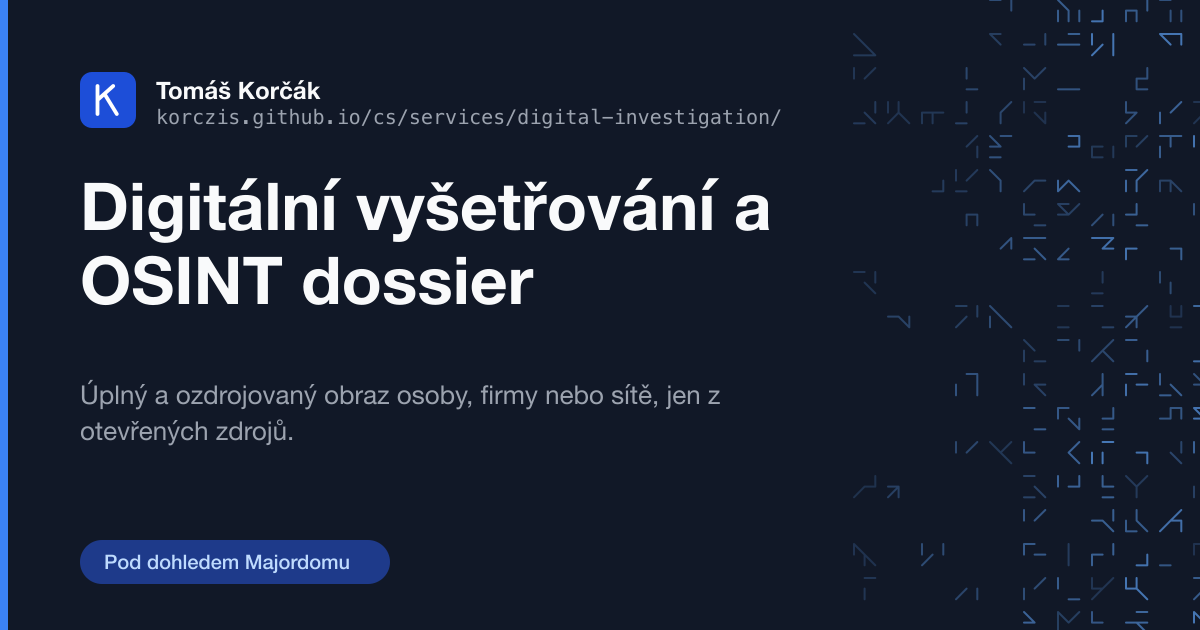 K
Tomáš Korčák
korczis.github.io/cs/services/digital-investigation/
Digitální vyšetřování a
OSINT dossier
Úplný a ozdrojovaný obraz osoby, firmy nebo sítě, jen z
otevřených zdrojů.
Pod dohledem Majordomu